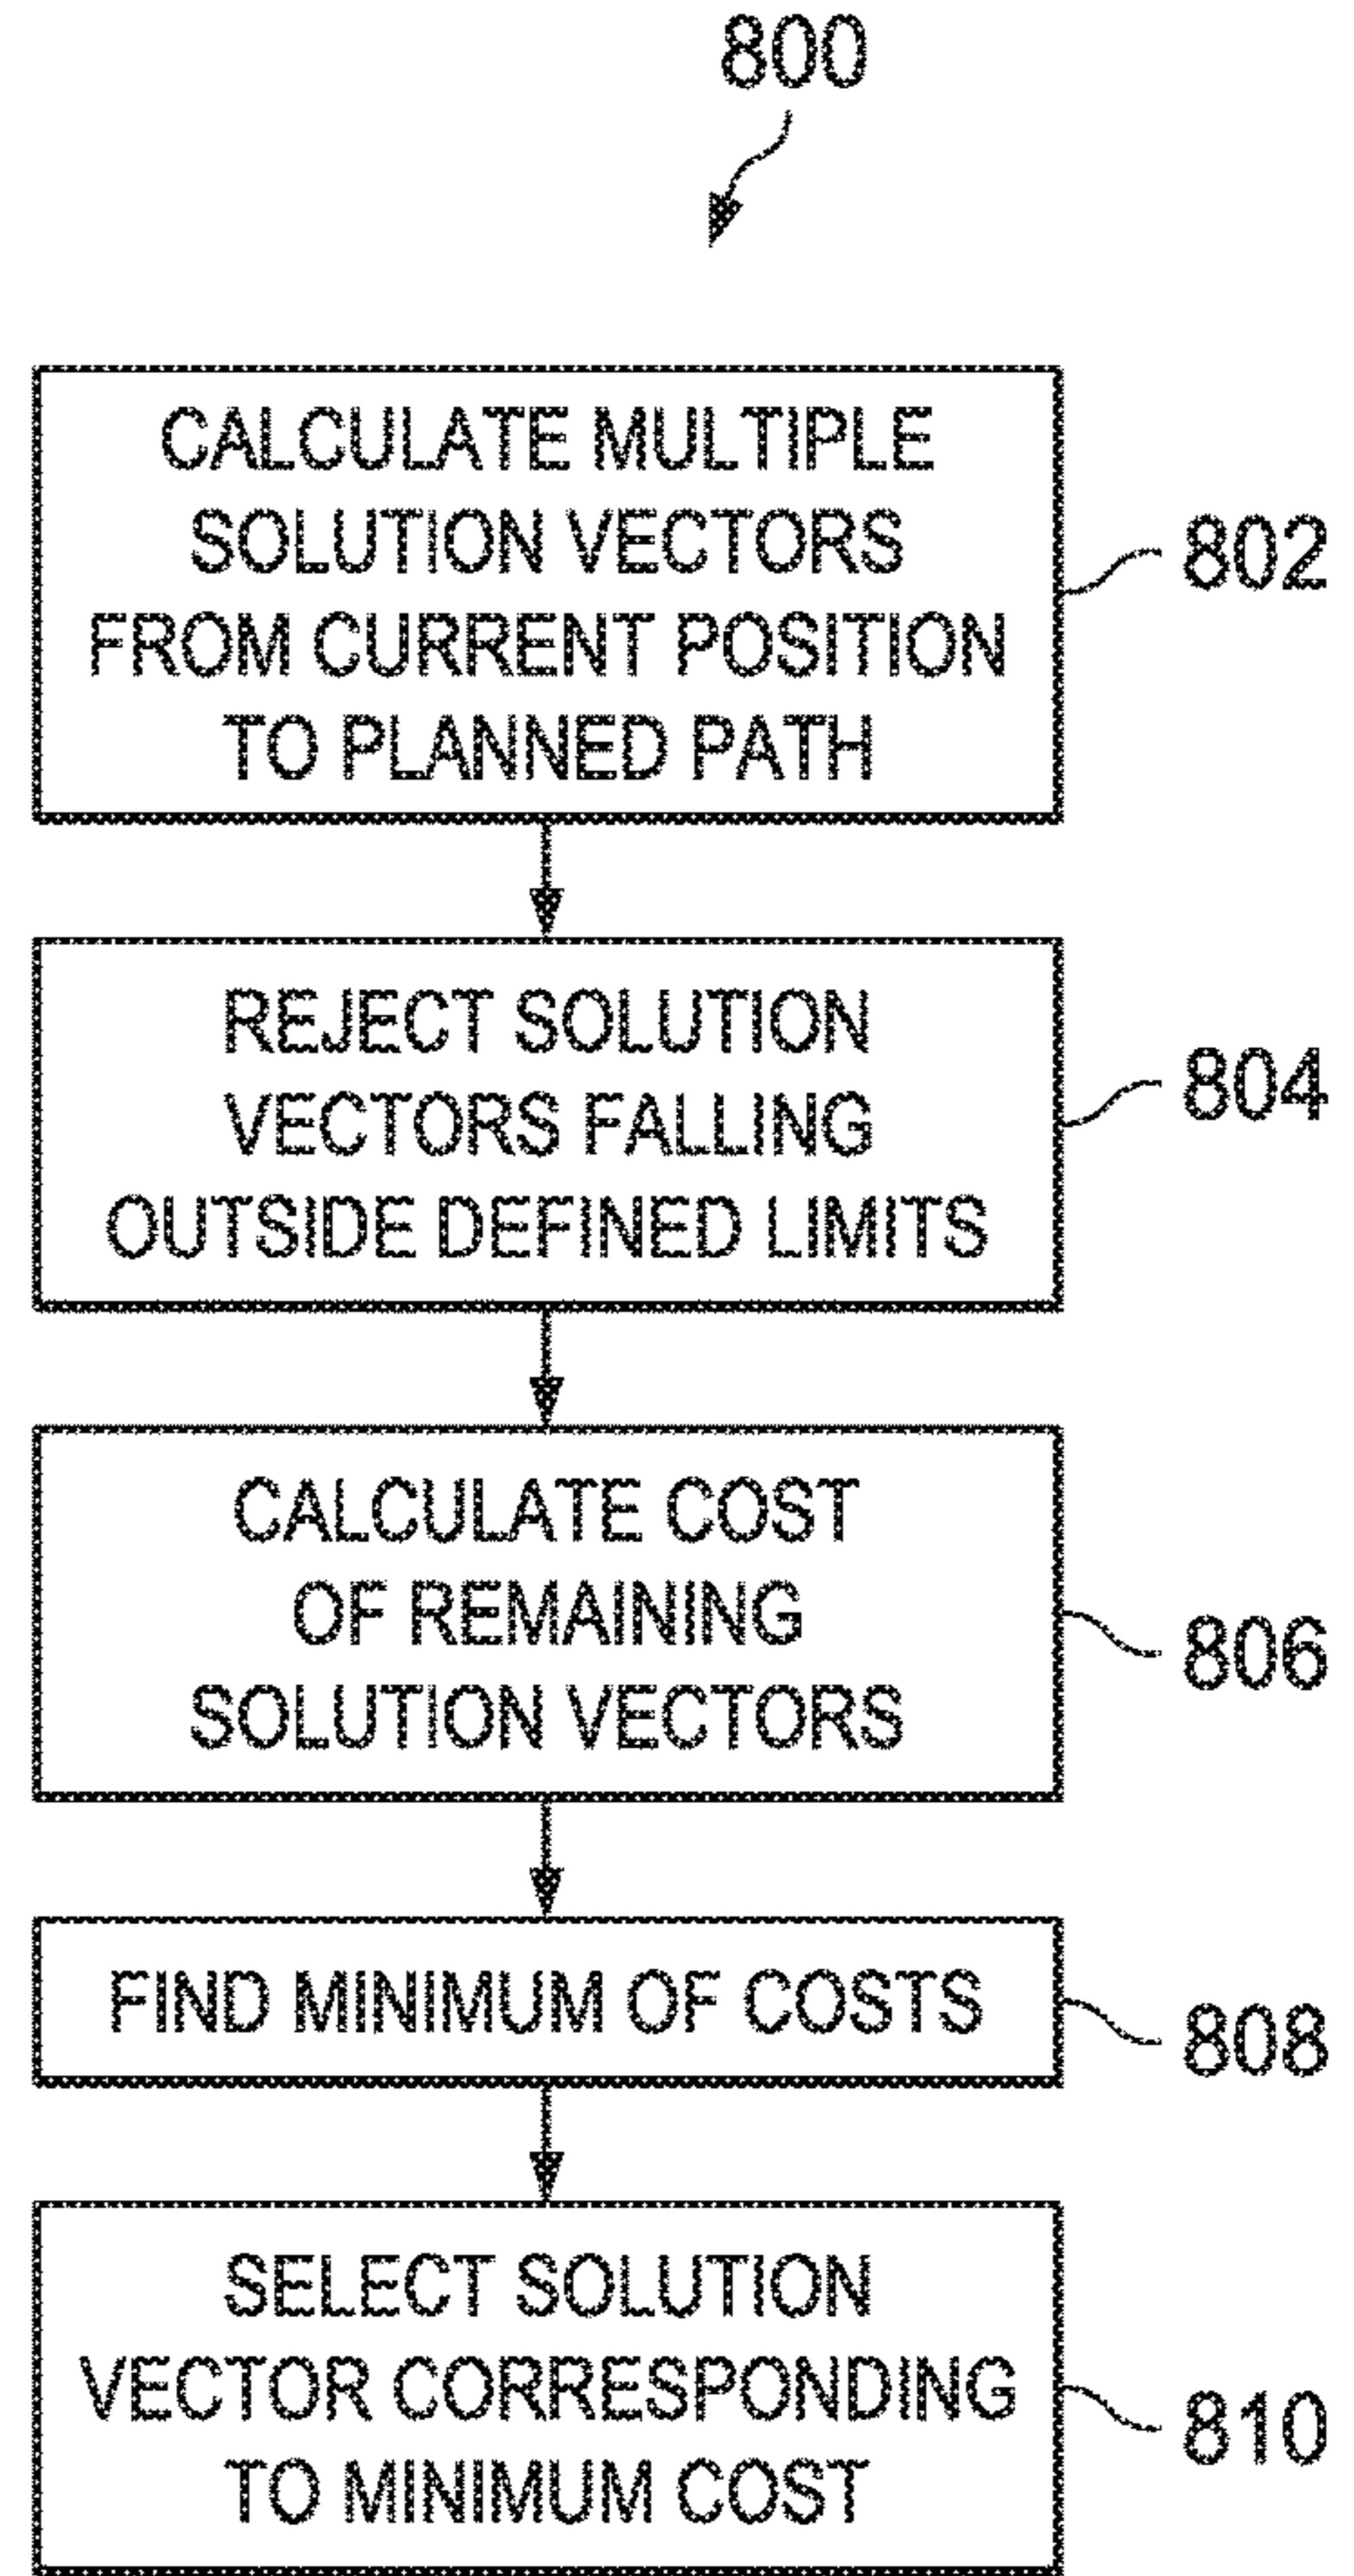 800
CALCULATE MULTIPLE
SOLUTION VECTORS
FROM CURRENT POSITION
TO PLANNED PATH
802
REJECT SOLUTION
VECTORS FALLING
OUTSIDE DEFINED LIMITS
804
CALCULATE COST
OF REMAINING
SOLUTION VECTORS
806
FIND MINIMUM OF COSTS
808
SELECT SOLUTION
VECTOR CORRESPONDING
TO MINIMUM COST
810